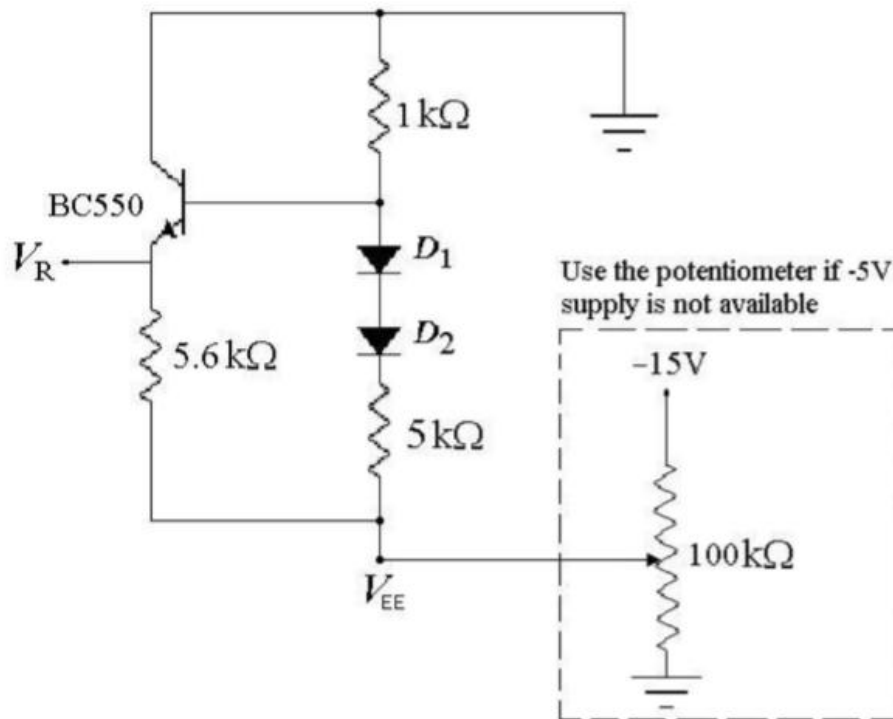 1kΩ
BC550
V_R
D_1
Use the potentiometer if -5V
supply is not available
D_2
5.6kΩ
–15V
5kΩ
100kΩ
V_EE